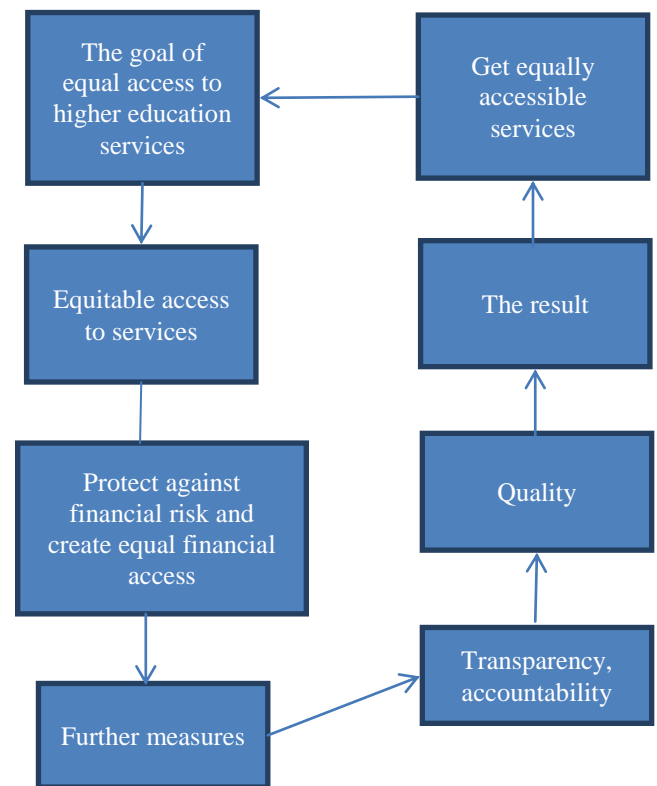 The goal of
equal access to
higher education
services
Equitable access
to services
Protect against
financial risk and
create equal financial
access
Further measures
Transparency,
accountability
Quality
The result
Get equally
accessible
services